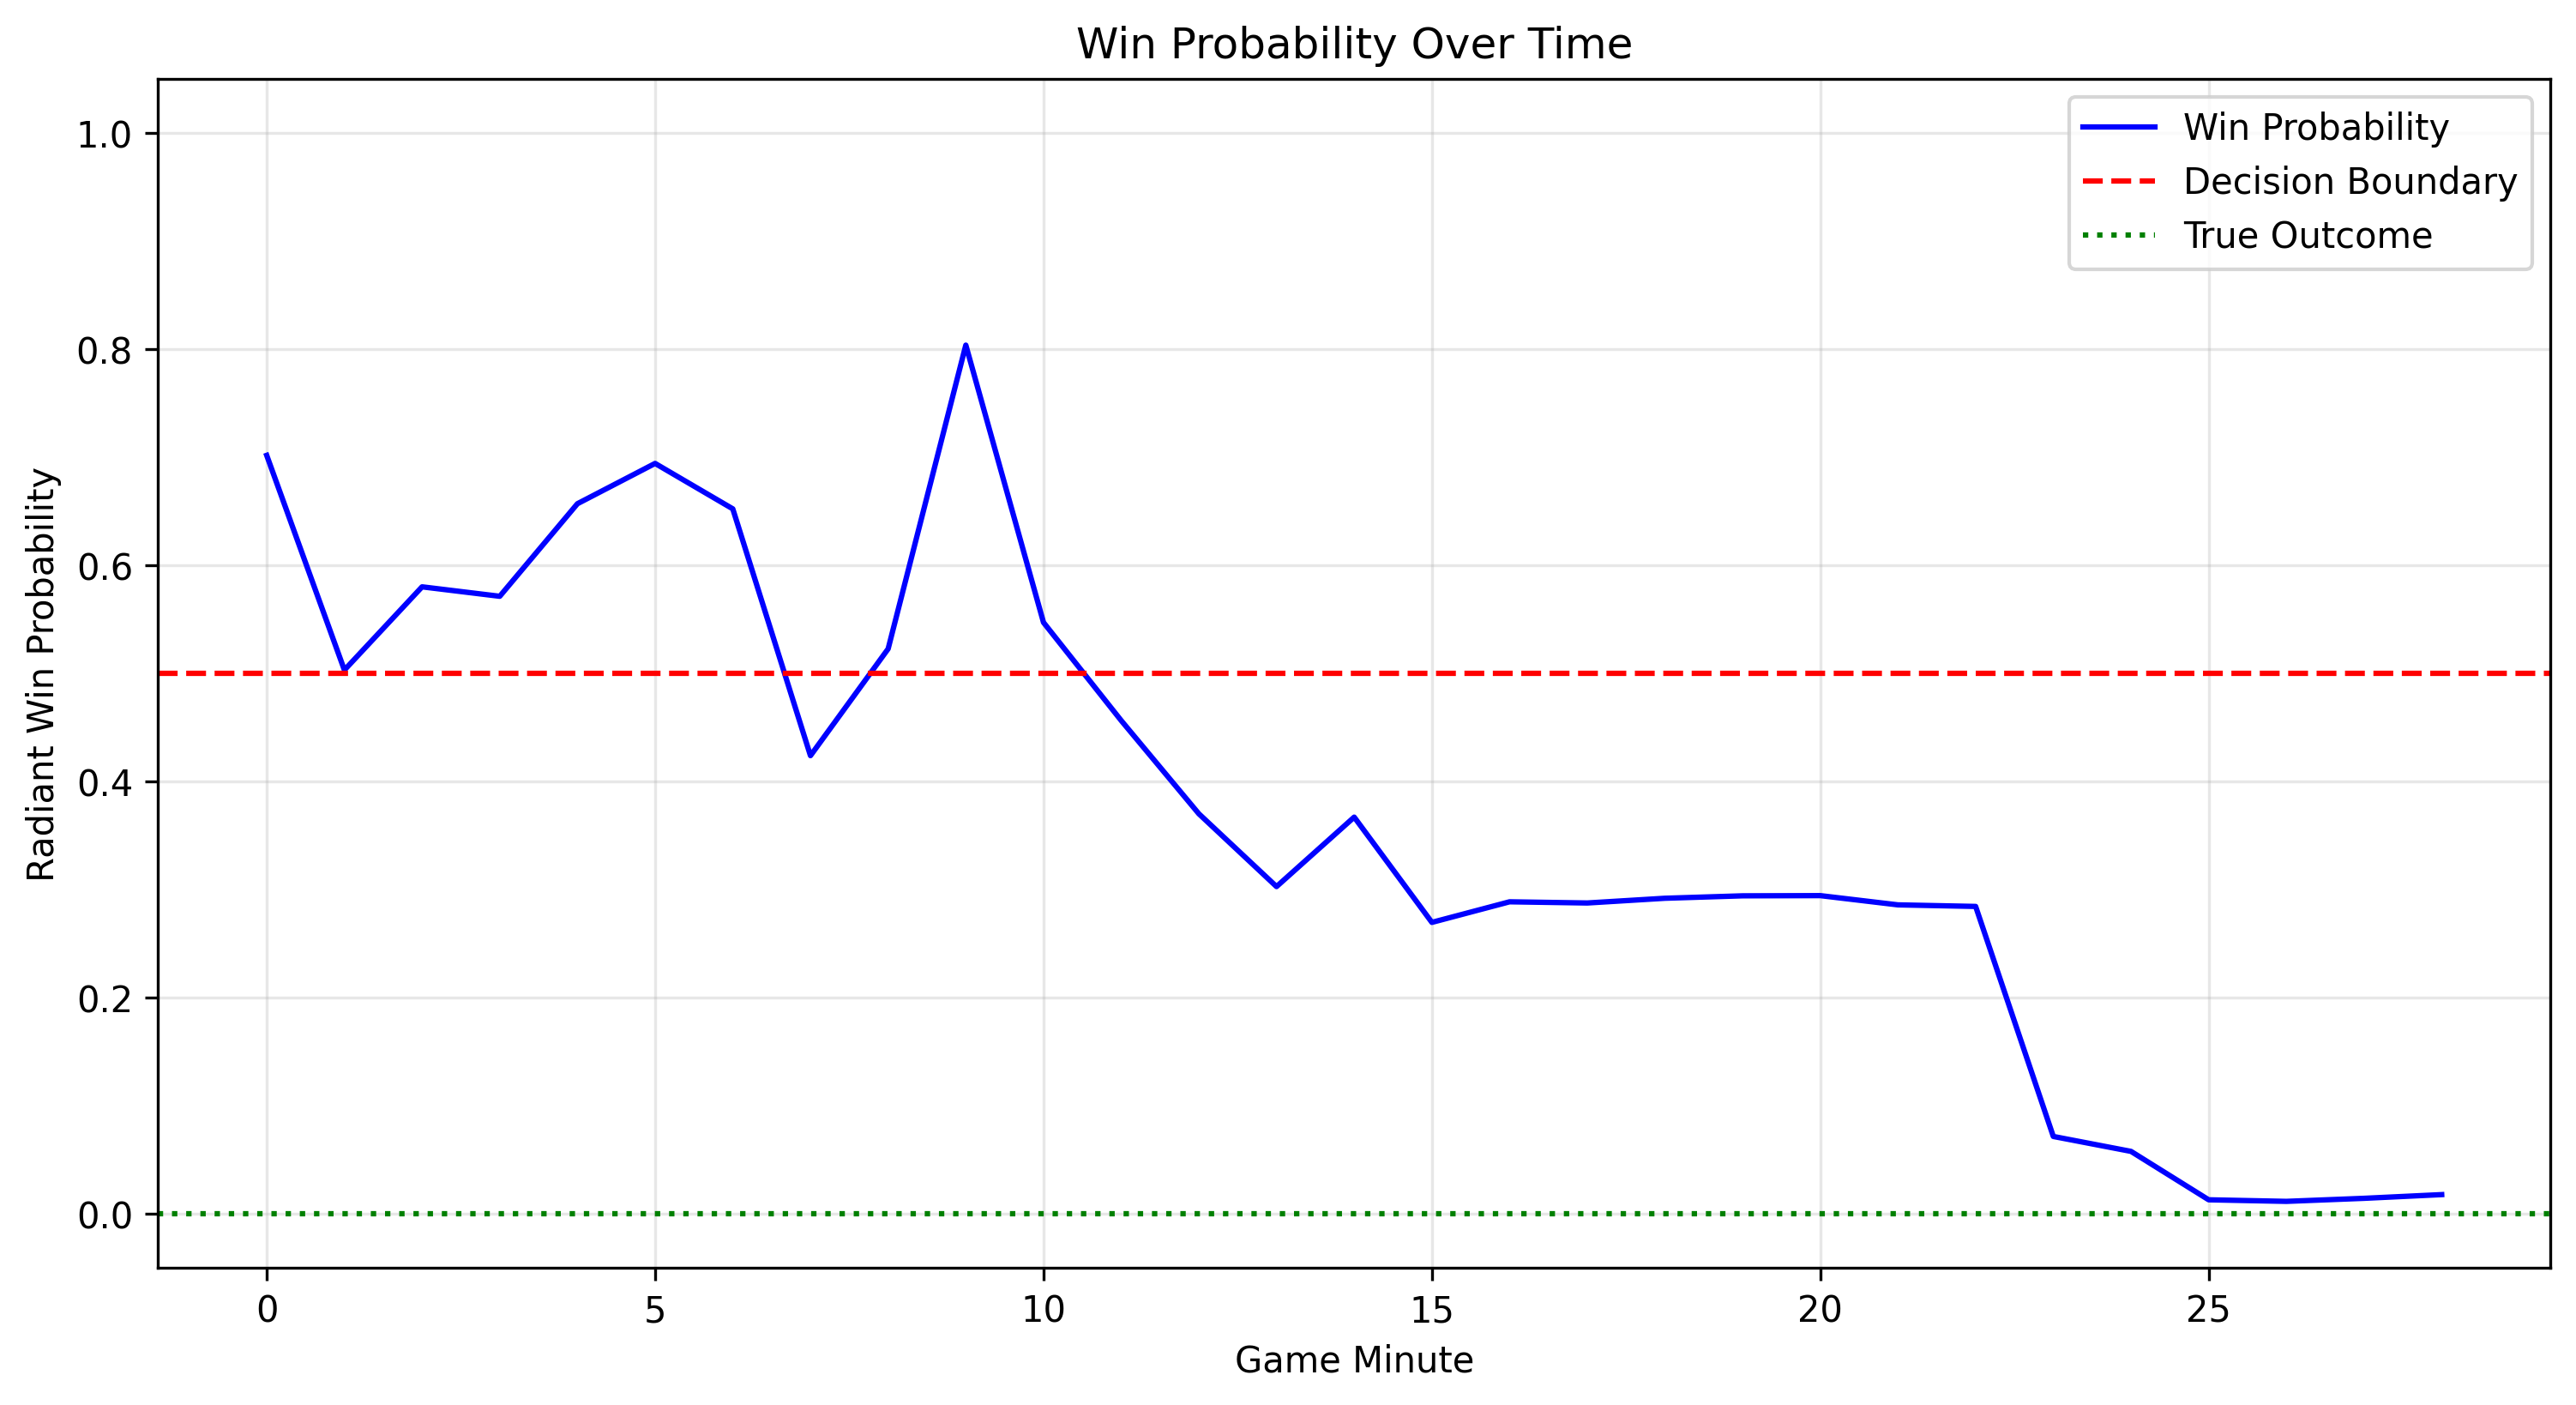 Win Probability Over Time
Win Probability
Decision Boundary
True Outcome
Radiant Win Probability
1.0
0.8
0.6
0.4
0.2
0.0
0 5 10 15 20 25
Game Minute